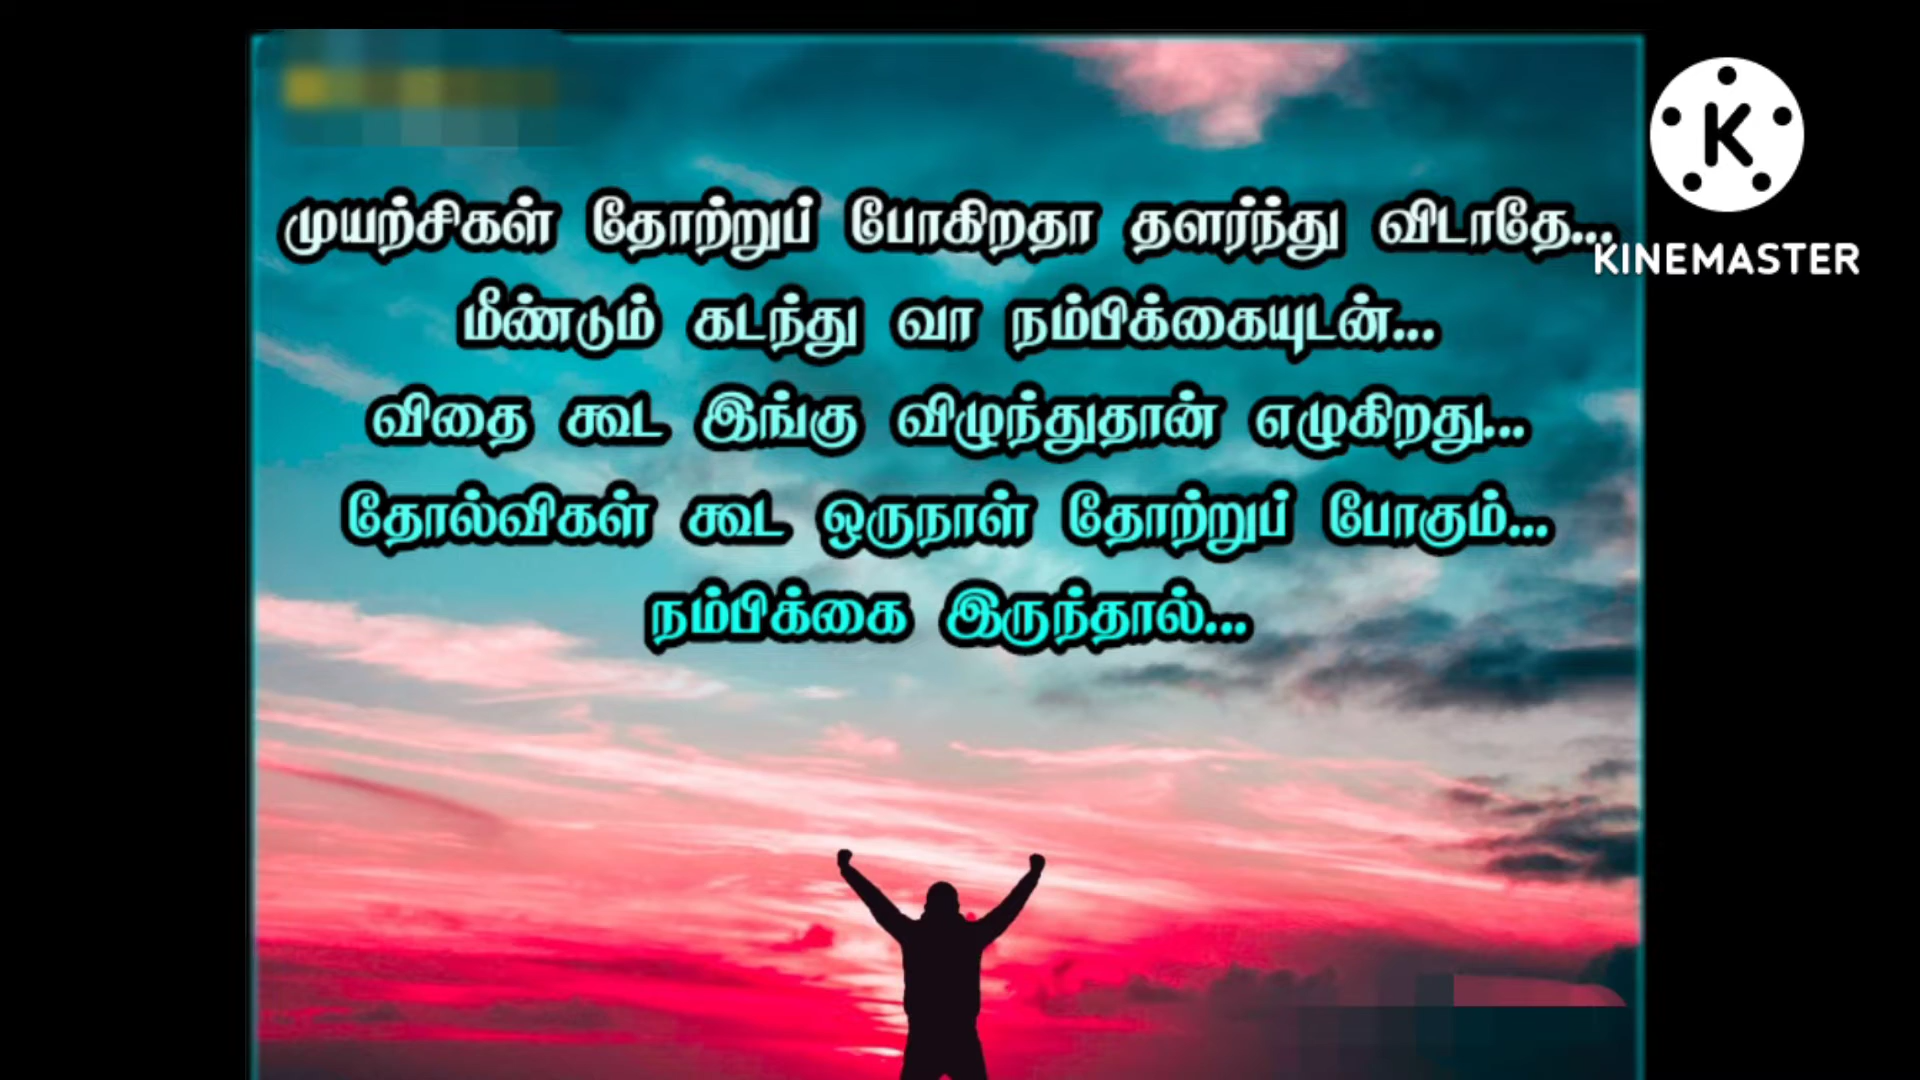 முயற்சிகள் தோற்றுப் போகிறதா தளர்ந்து விடாதே...
KINEMASTER
மீண்டும் கடந்து வா நம்பிக்கையுடன்...
விதை கூட இங்கு விழுந்துதான் எழுகிறது...
தோல்விகள் கூட ஒருநாள் தோற்றுப் போகும்...
நம்பிக்கை இருந்தால்...